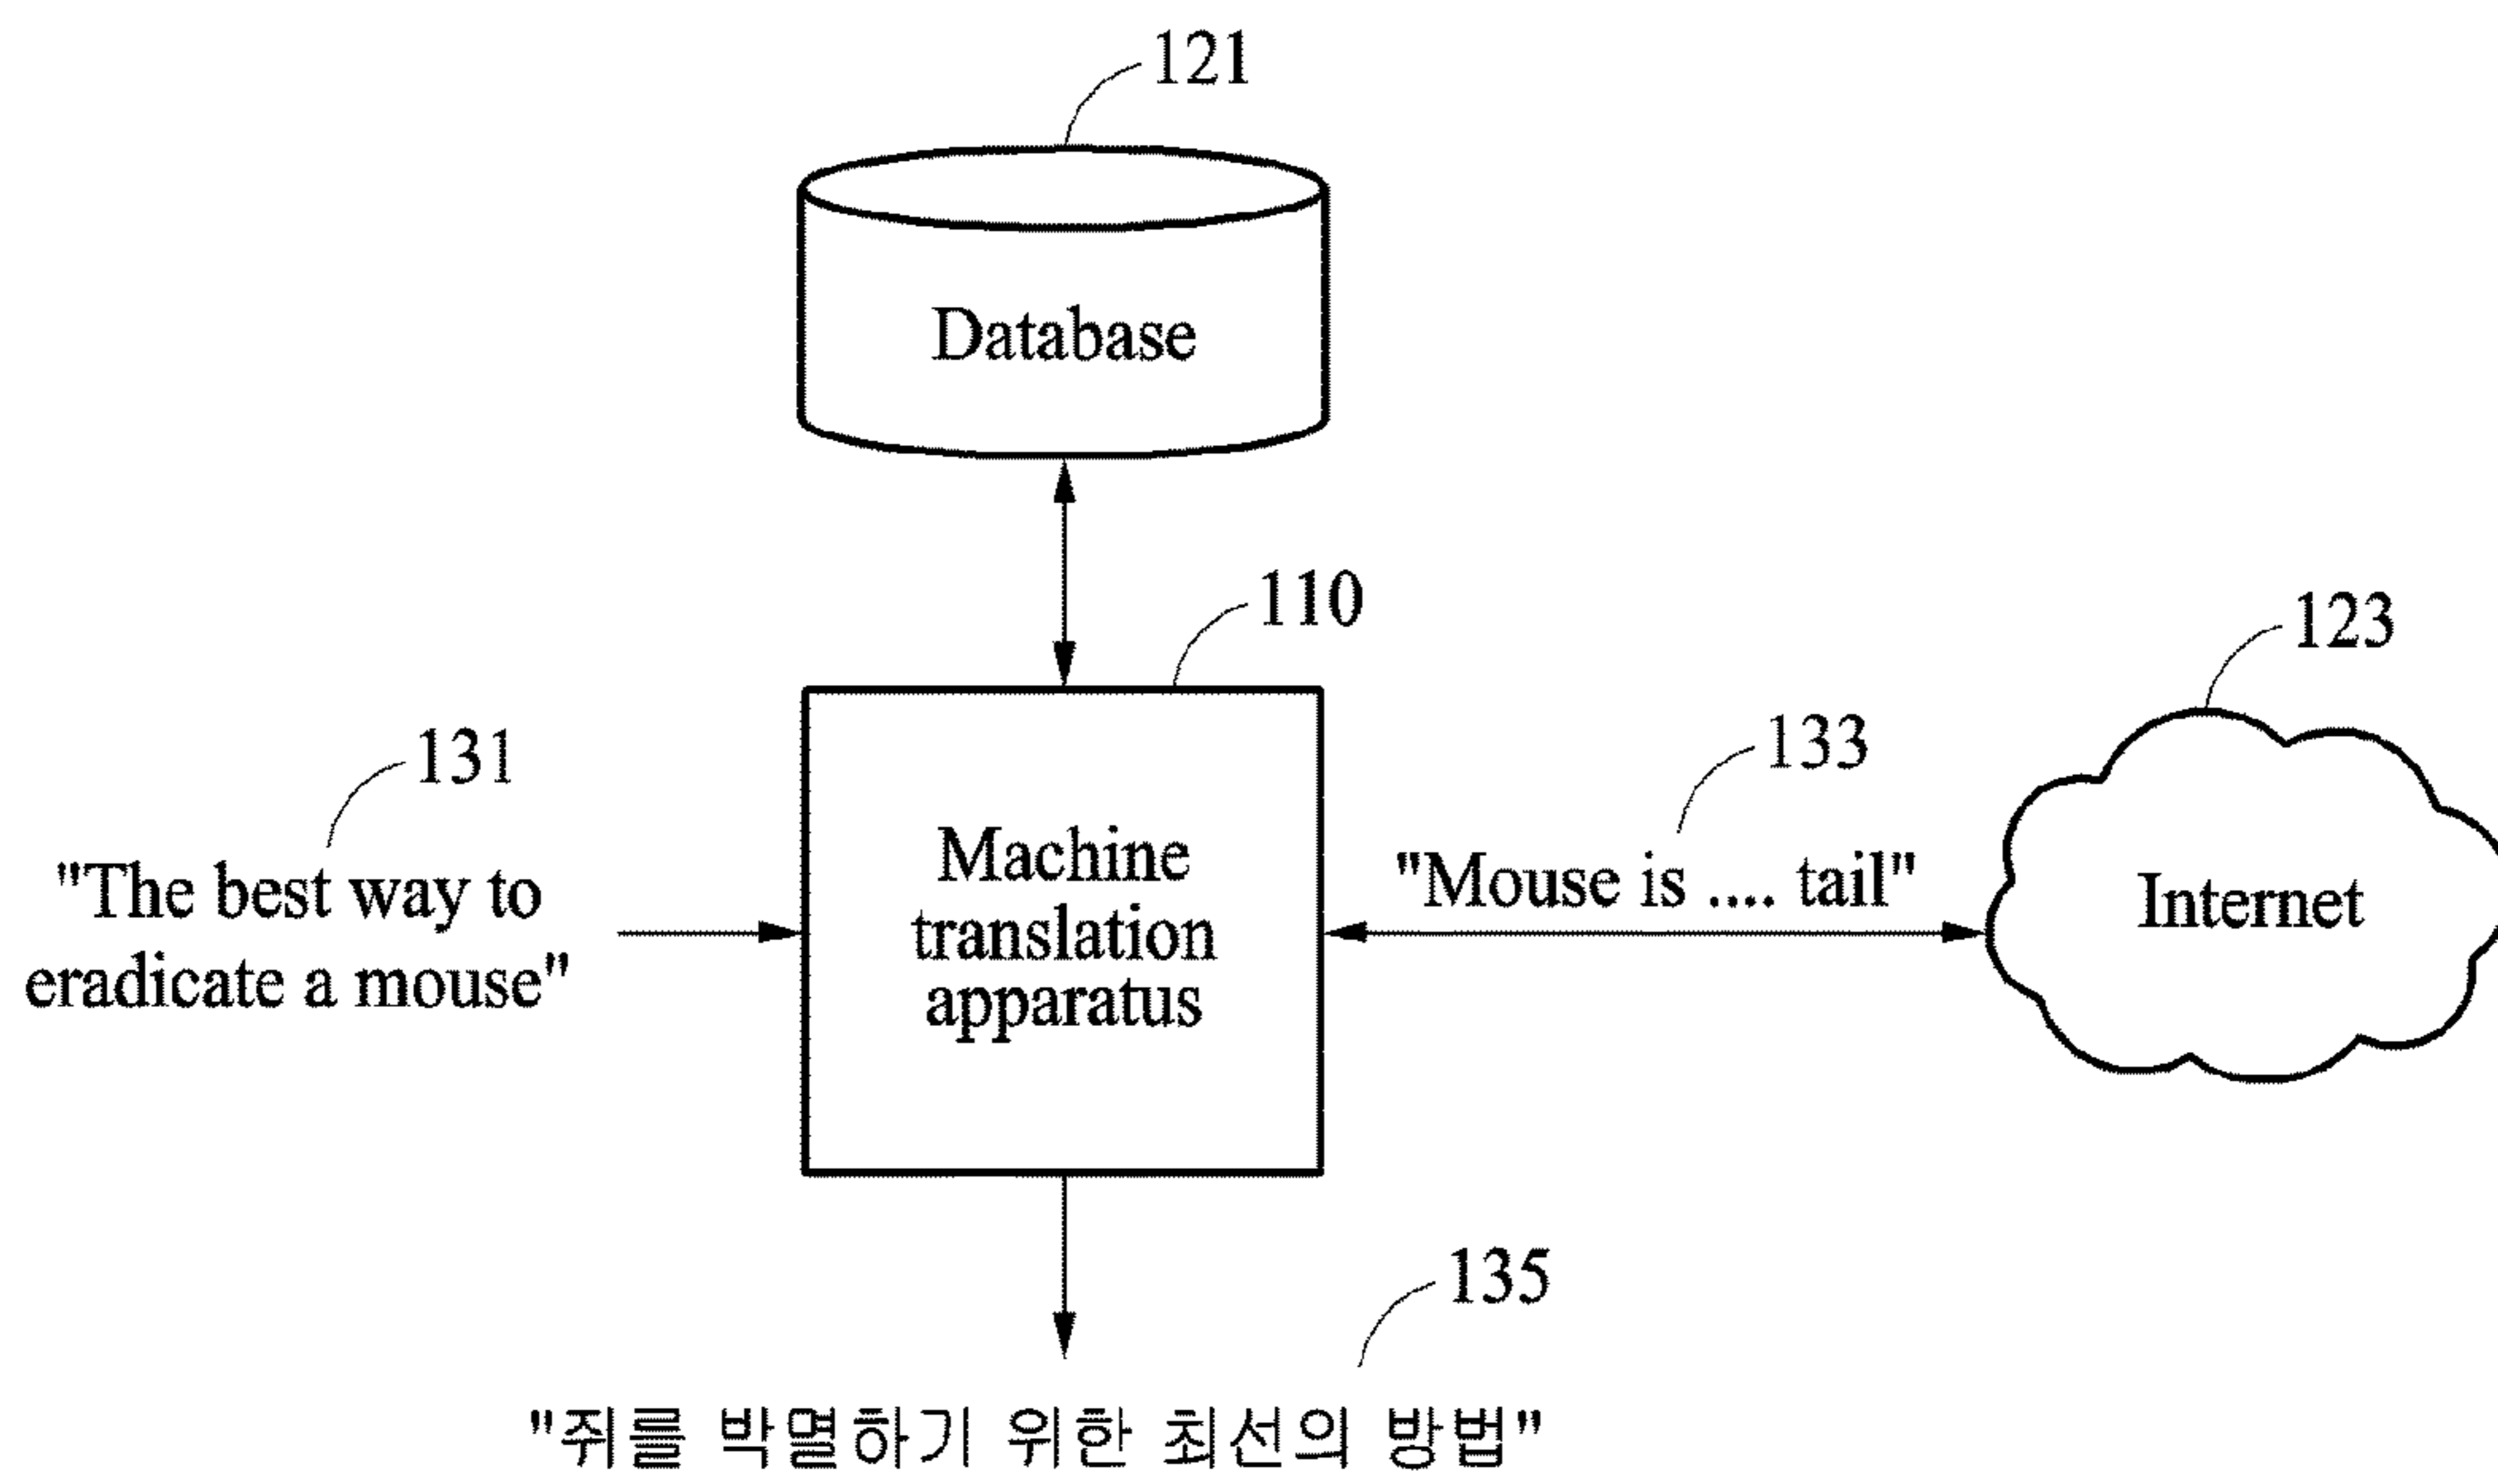 121
Database
110
123
133
131
"The best way to
eradicate a mouse"
Machine
translation
apparatus
"Mouse is .... tail"
Internet
135
"쥐를 박멸하기 위한 최선의 방법"